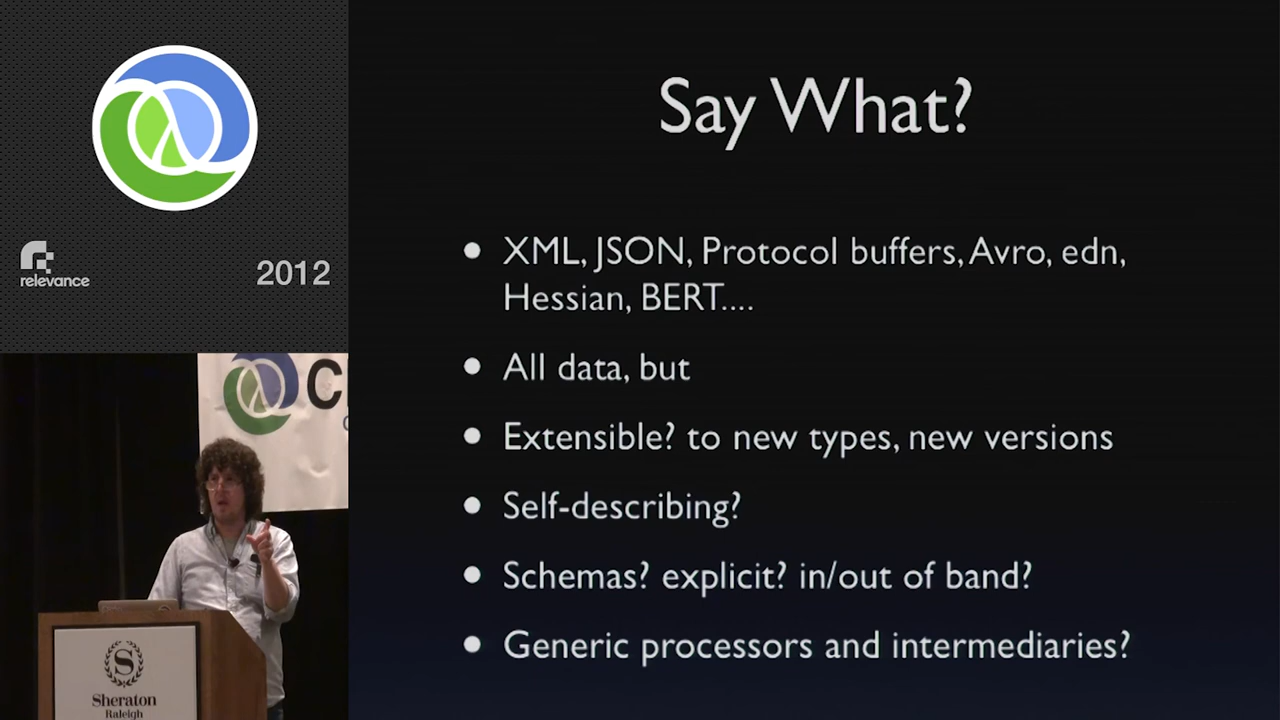 relevance
2012
C
Sheraton
Raleigh
Say What?
• XML, JSON, Protocol buffers, Avro, edn,
Hessian, BERT....
• All data, but
• Extensible? to new types, new versions
• Self-describing?
• Schemas? explicit? in/out of band?
• Generic processors and intermediaries?